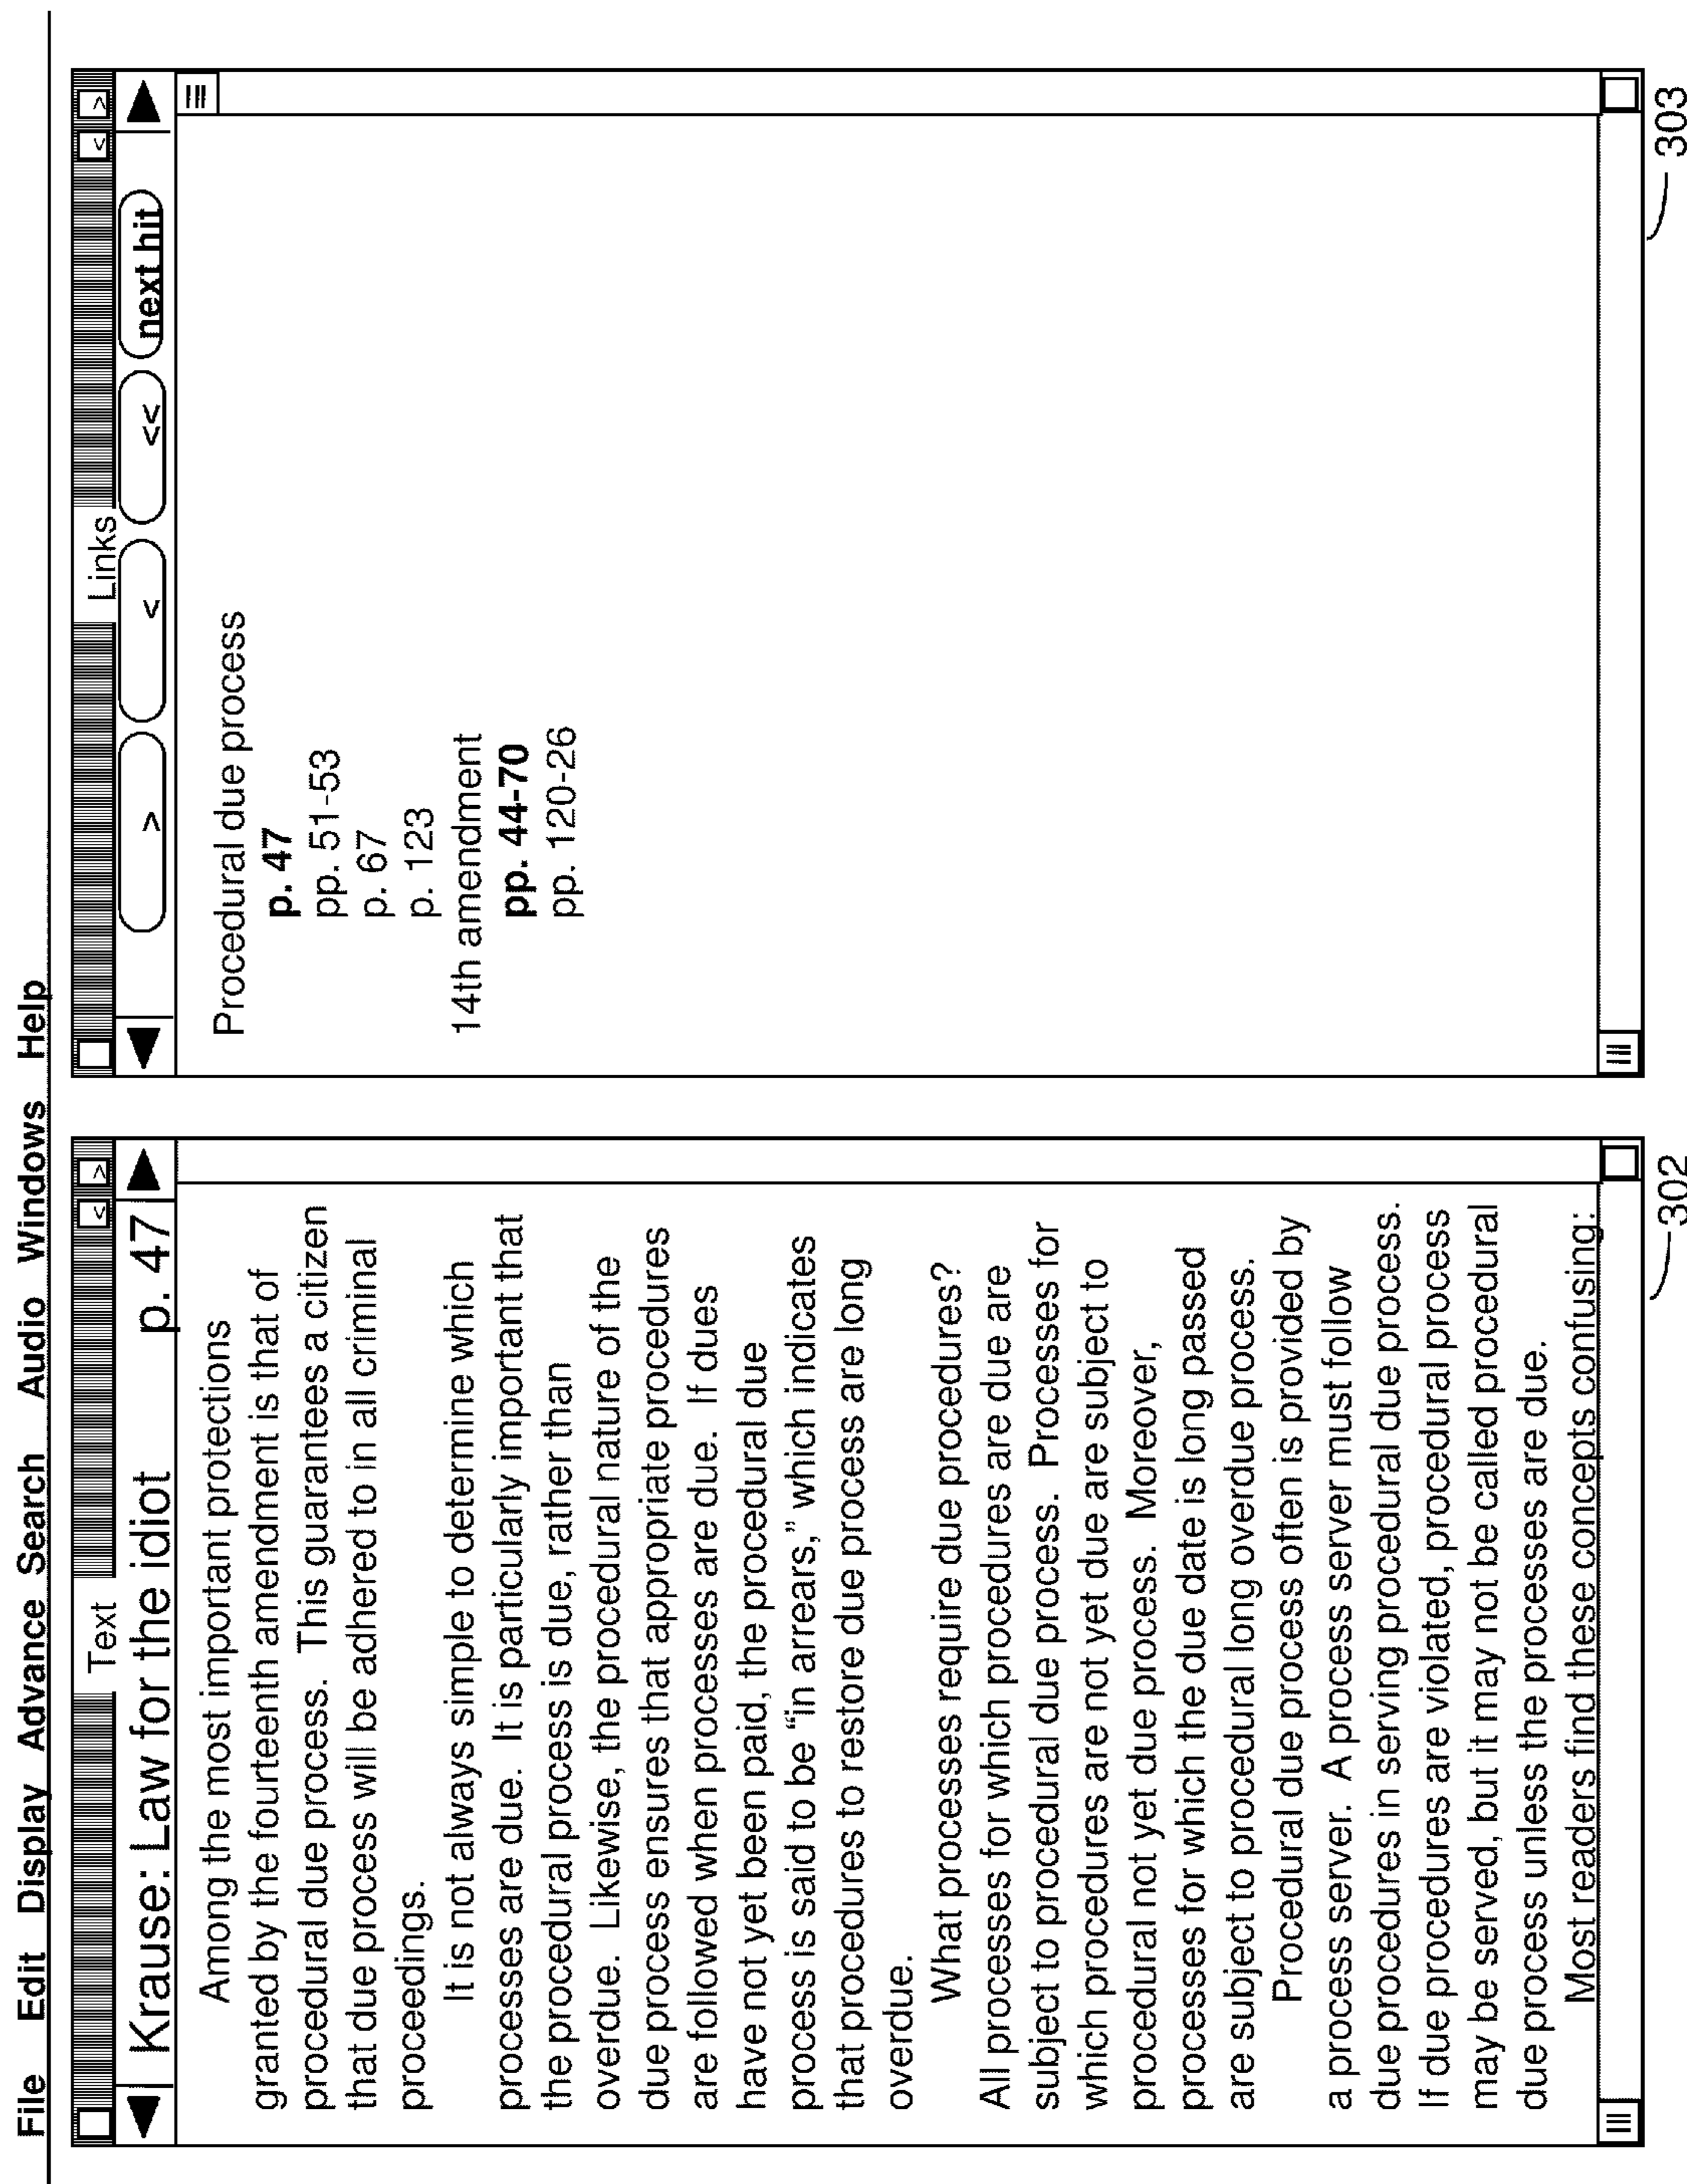 File Edit Display Advance Search Audio Windows Help
Text < >
Krause: Law for the idiot p. 47
Among the most important protections
granted by the fourteenth amendment is that of
procedural due process. This guarantees a citizen
that due process will be adhered to in all criminal
proceedings.
It is not always simple to determine which
processes are due. It is particularly important that
the procedural process is due, rather than
overdue. Likewise, the procedural nature of the
due process ensures that appropriate procedures
are followed when processes are due. If dues
have not yet been paid, the procedural due
process is said to be “in arrears,” which indicates
that procedures to restore due process are long
overdue.
What processes require due procedures?
All processes for which procedures are due are
subject to procedural due process. Processes for
which procedures are not yet due are subject to
procedural not yet due process. Moreover,
processes for which the due date is long passed
are subject to procedural long overdue process.
Procedural due process often is provided by
a process server. A process server must follow
due procedures in serving procedural due process.
If due procedures are violated, procedural process
may be served, but it may not be called procedural
due process unless the processes are due.
Most readers find these concepts confusing:
302
Links < >
> < << next hit
Procedural due process
p. 47
pp. 51-53
p. 67
p. 123
14th amendment
pp. 44-70
pp. 120-26
303